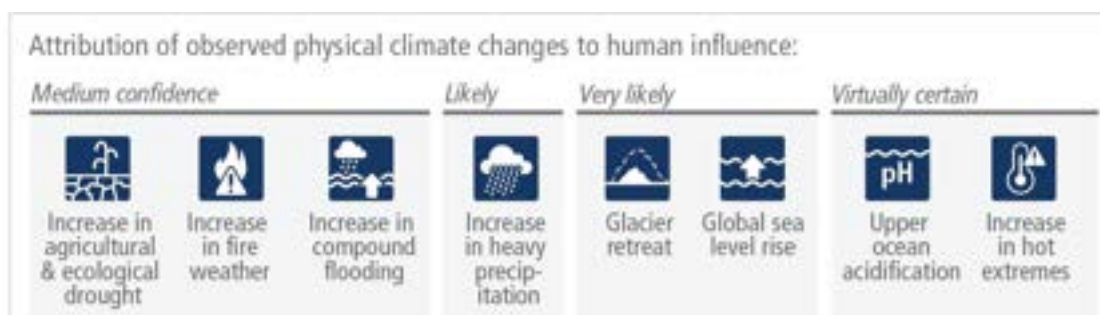 Attribution of observed physical climate changes to human influence:
Medium confidence
Likely
Very likely
Virtually certain
pH
Increase in
agricultural
& ecological
drought
Increase
in fire
weather
Increase in
compound
flooding
Increase
in heavy
precip-
itation
Glacier
retreat
Global sea
level rise
Upper
ocean
acidification
Increase
in hot
extremes